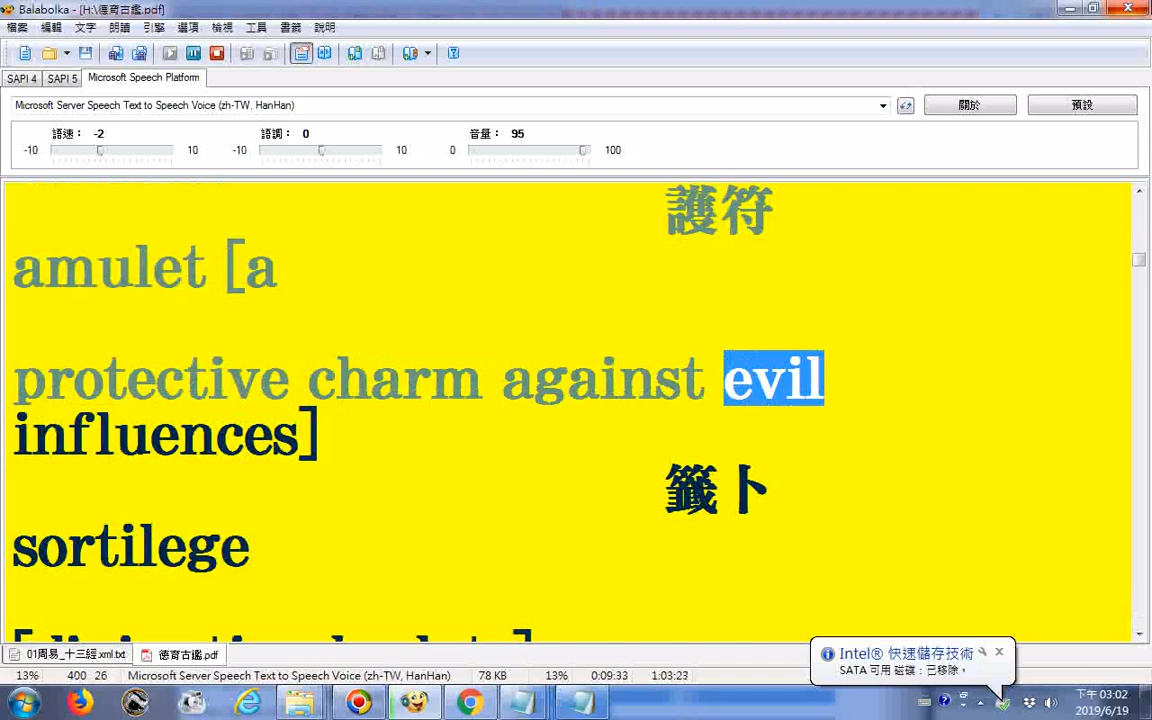 Balabolka - [H:\德育古鑑.pdf]
檔案 編輯 文字 朗讀 引擎 選項 檢視 工具 書籤 說明
SAPI 4 SAPI 5 Microsoft Speech Platform
Microsoft Server Speech Text to Speech Voice (zh-TW, HanHan) 關於 預設
語速： -2 語調： 0 音量： 95
-10 10 -10 10 0 100
護符
amulet [a
protective charm against evil
influences]
籤卜
sortilege
01周易_十三經.xml.txt 德育古鑑.pdf
Intel® 快速儲存技術
SATA 可用 磁碟：已移除。
13% 400 26 Microsoft Server Speech Text to Speech Voice (zh-TW, HanHan) 78 KB 13% 0:09:33 1:03:23
下午 03:02
2019/6/19